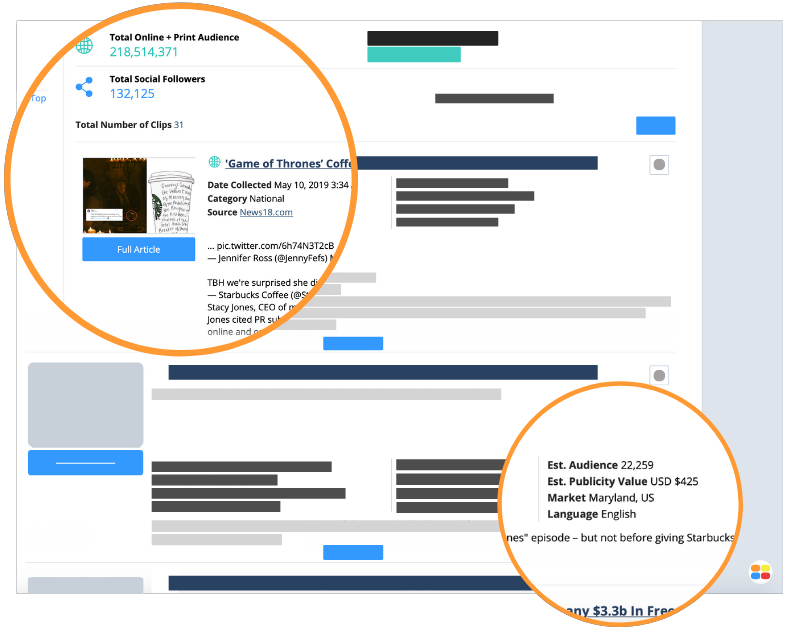 Total Online + Print Audience
218,514,371
Total Social Followers
132,125
Top
Total Number of Clips 31
'Game of Thrones' Coffe
Date Collected May 10, 2019 3:34
Category National
Source News18.com
Full Article
... pic.twitter.com/6h74N3T2cB
— Jennifer Ross (@JennyFefs)
TBH we're surprised she di
— Starbucks Coffee (@S
Stacy Jones, CEO of
Jones cited PR su
online and
Est. Audience 22,259
Est. Publicity Value USD $425
Market Maryland, US
Language English
nes" episode – but not before giving Starbucks
any $3.3b In Free